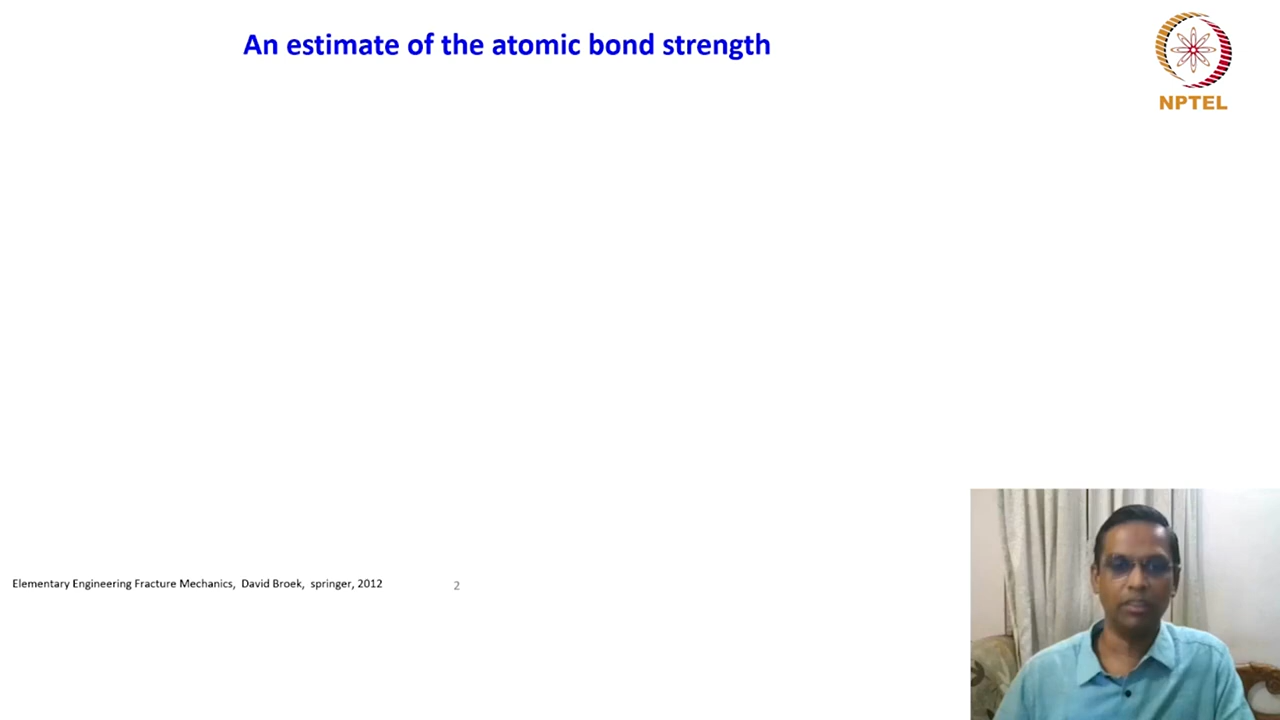 An estimate of the atomic bond strength
NPTEL
Elementary Engineering Fracture Mechanics, David Broek, springer, 2012
2